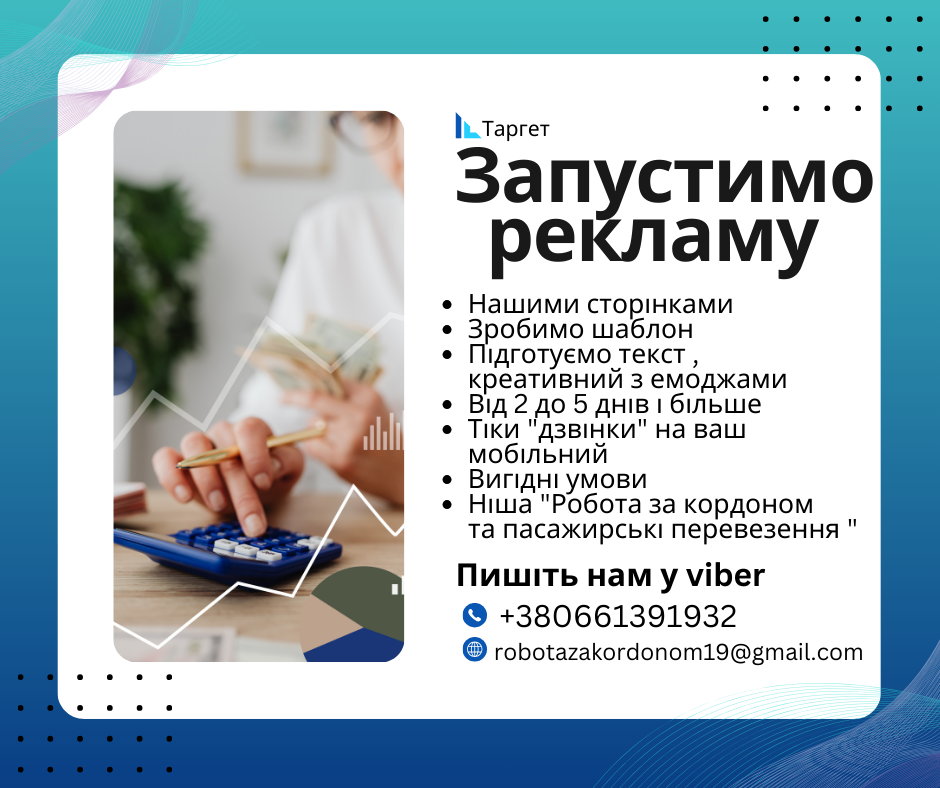 Таргет
Запустимо
рекламу
Нашими сторінками
Зробимо шаблон
Підготуємо текст ,
креативний з емоджами
Від 2 до 5 днів і більше
Тіки "дзвінки" на ваш
мобільний
Вигідні умови
Ніша "Робота за кордоном
та пасажирські перевезення "
Пишіть нам у viber
+380661391932
robotazakordonom19@gmail.com